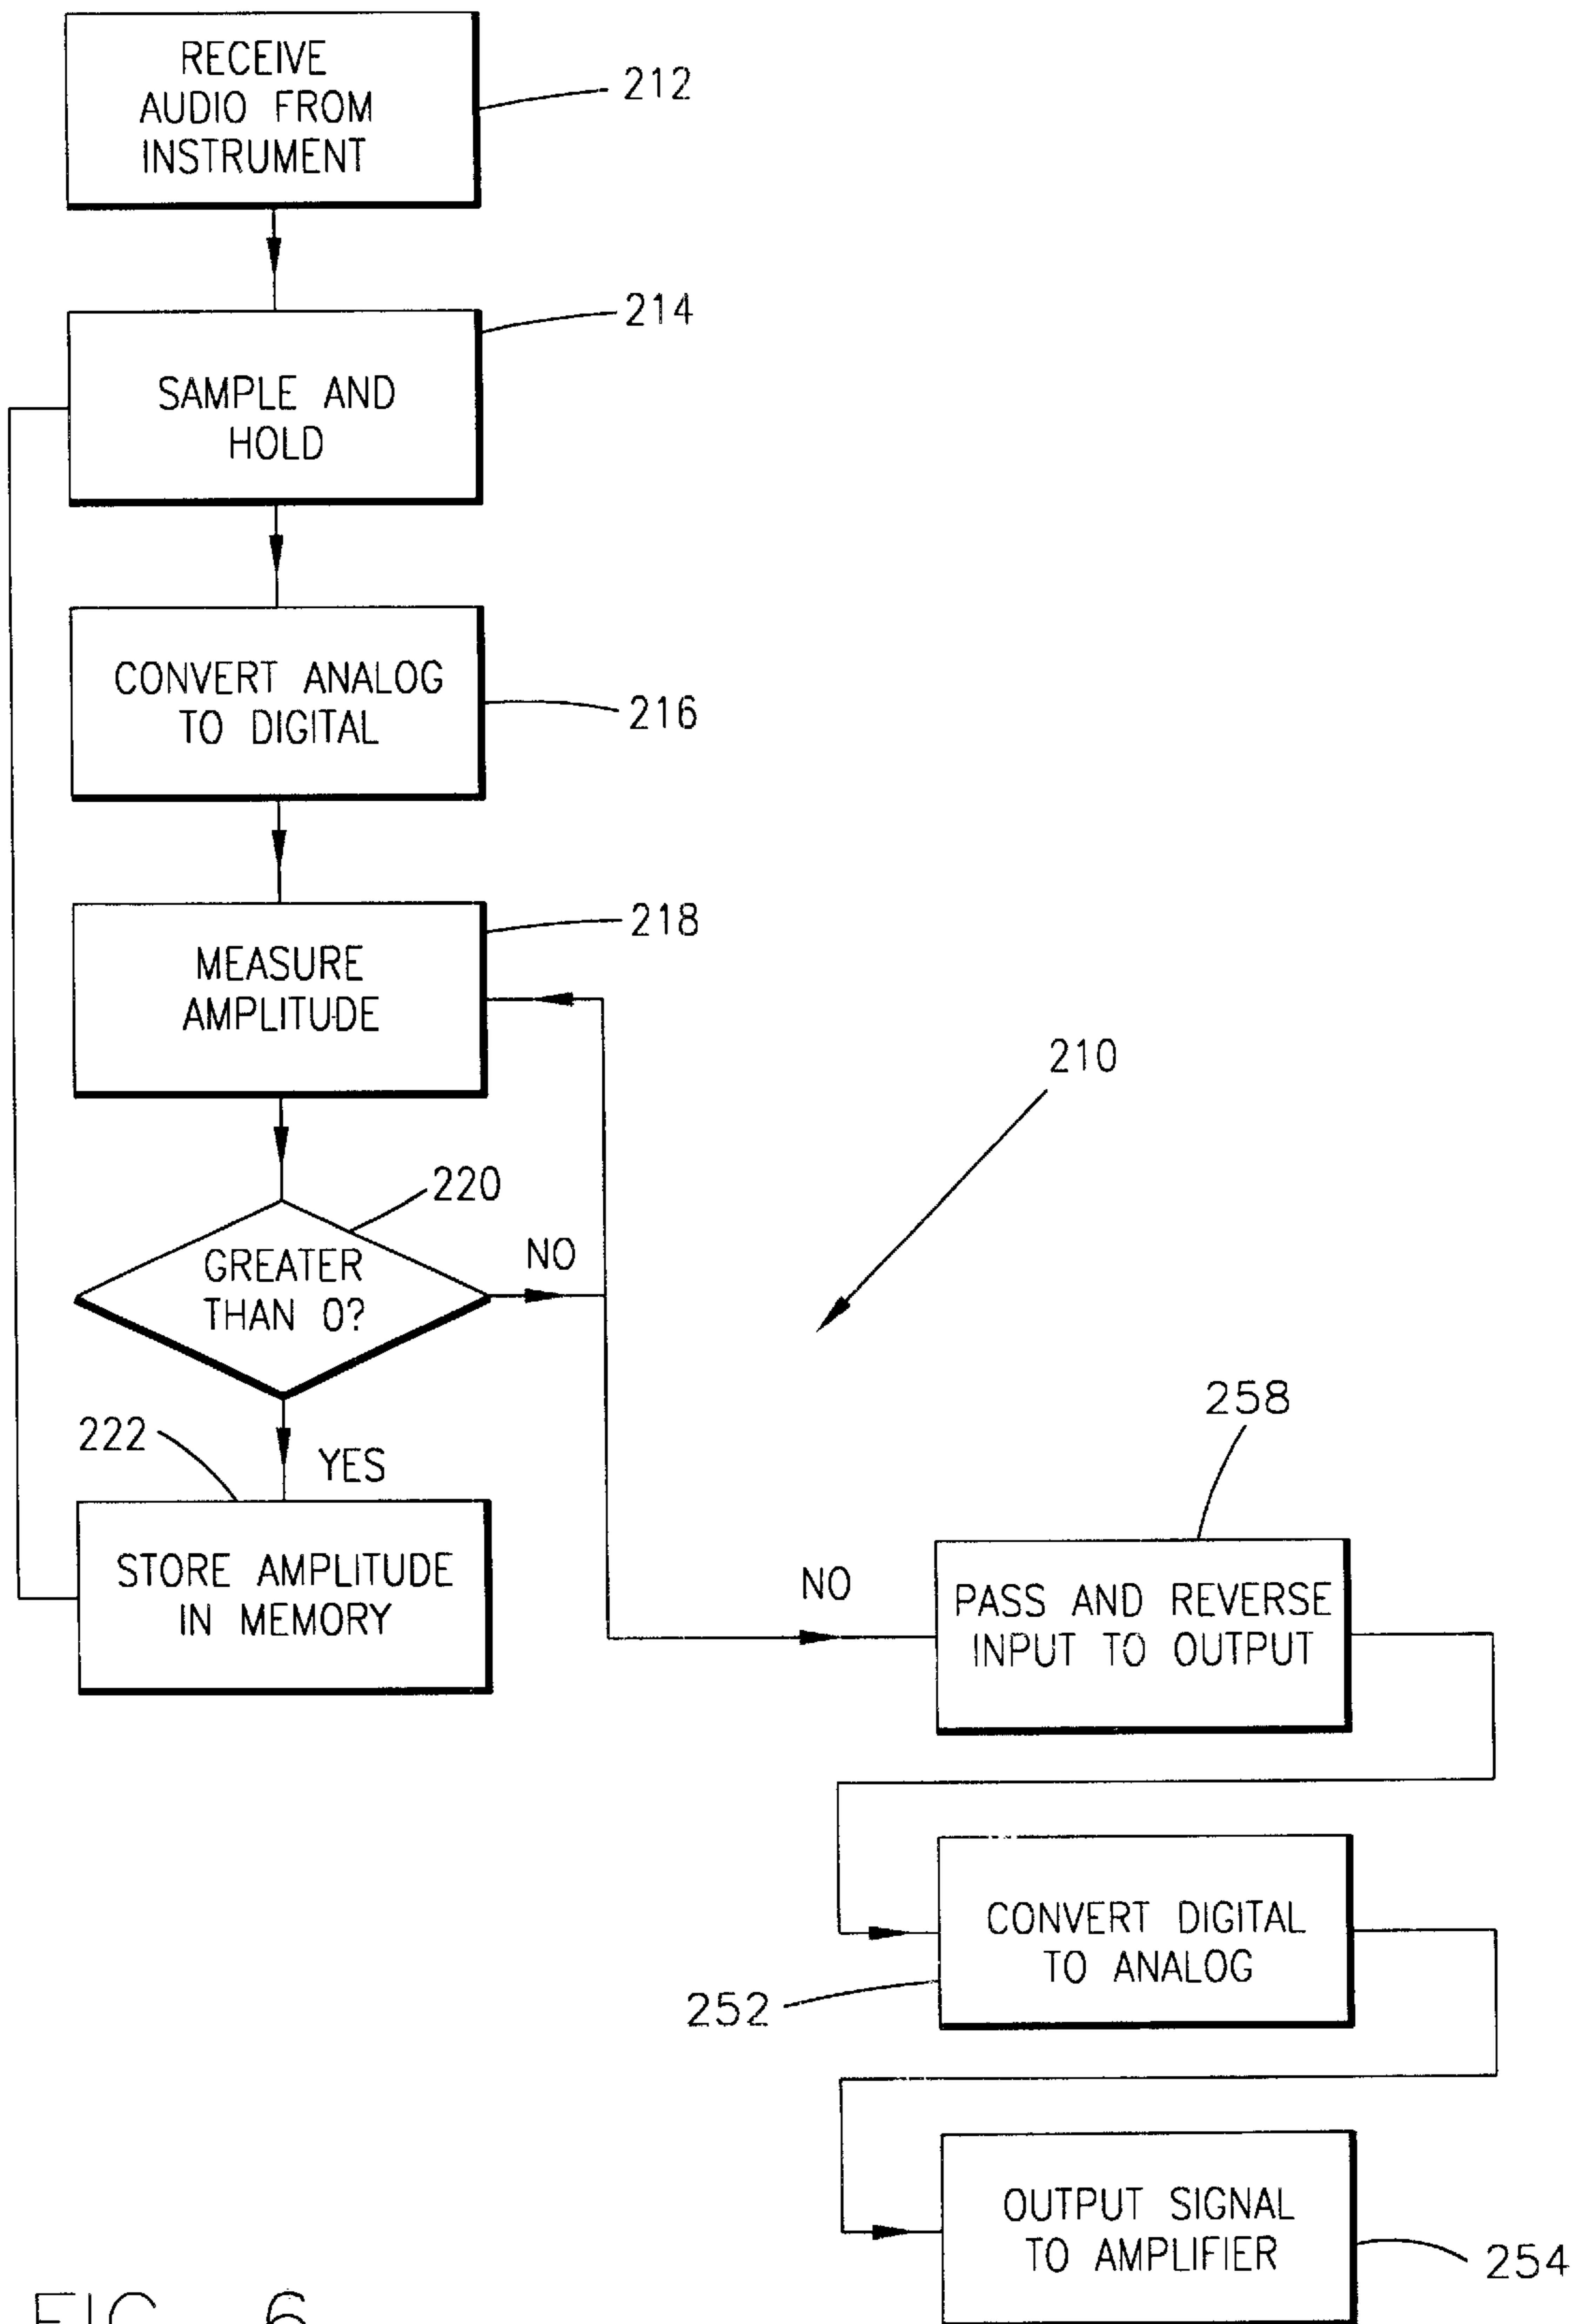 RECEIVE
AUDIO FROM
INSTRUMENT
212
214
SAMPLE AND
HOLD
CONVERT ANALOG
TO DIGITAL
216
218
MEASURE
AMPLITUDE
210
220
GREATER
THAN 0?
NO
222
YES
STORE AMPLITUDE
IN MEMORY
258
NO
PASS AND REVERSE
INPUT TO OUTPUT
CONVERT DIGITAL
TO ANALOG
252
OUTPUT SIGNAL
TO AMPLIFIER
254
FIG. 6